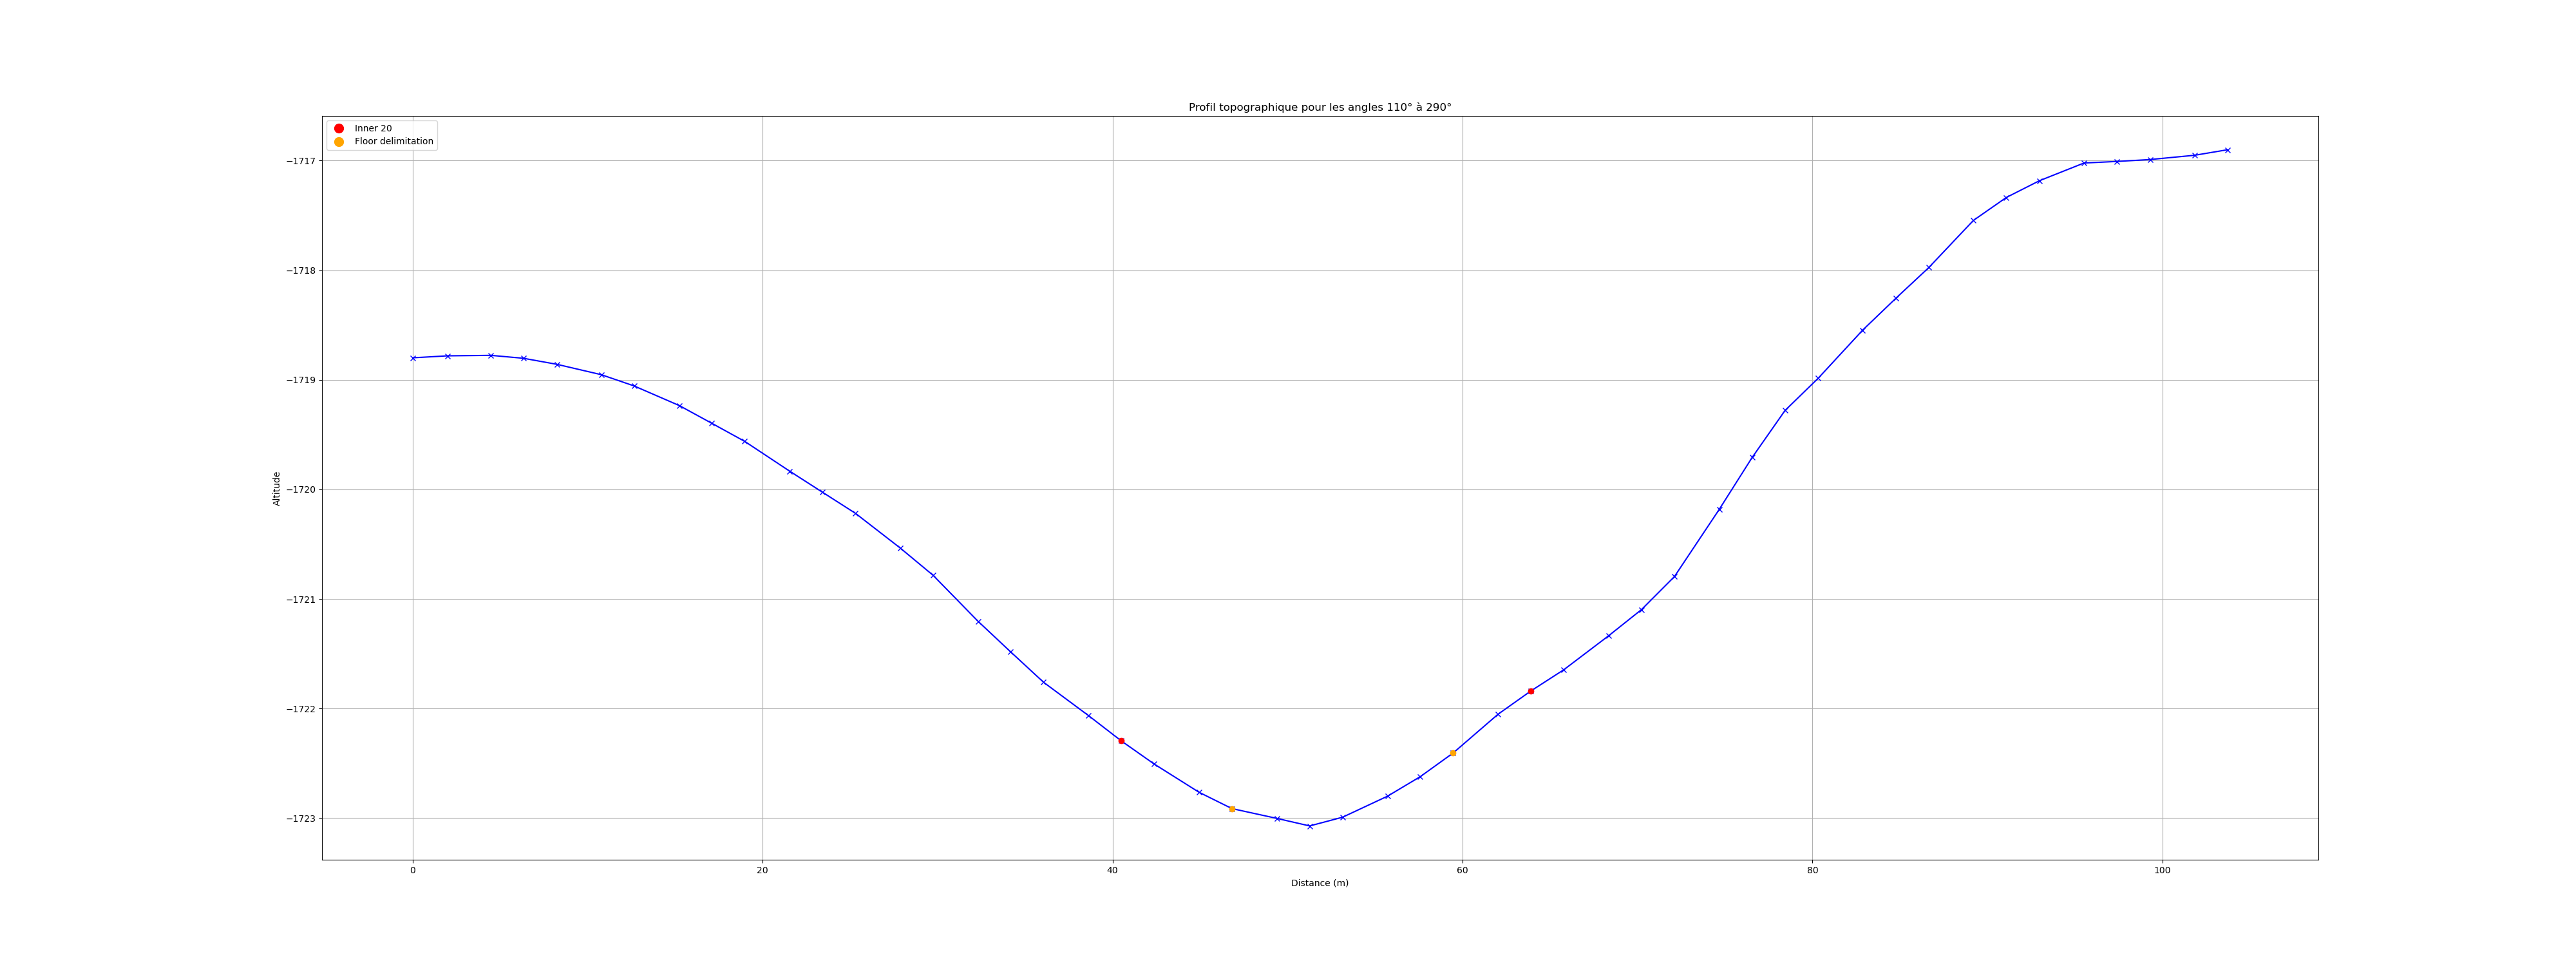 Profil topographique pour les angles 110° à 290°
Inner 20
Floor delimitation
−1717
−1718
−1719
−1720
−1721
−1722
−1723
Altitude
0 20 40 60 80 100
Distance (m)